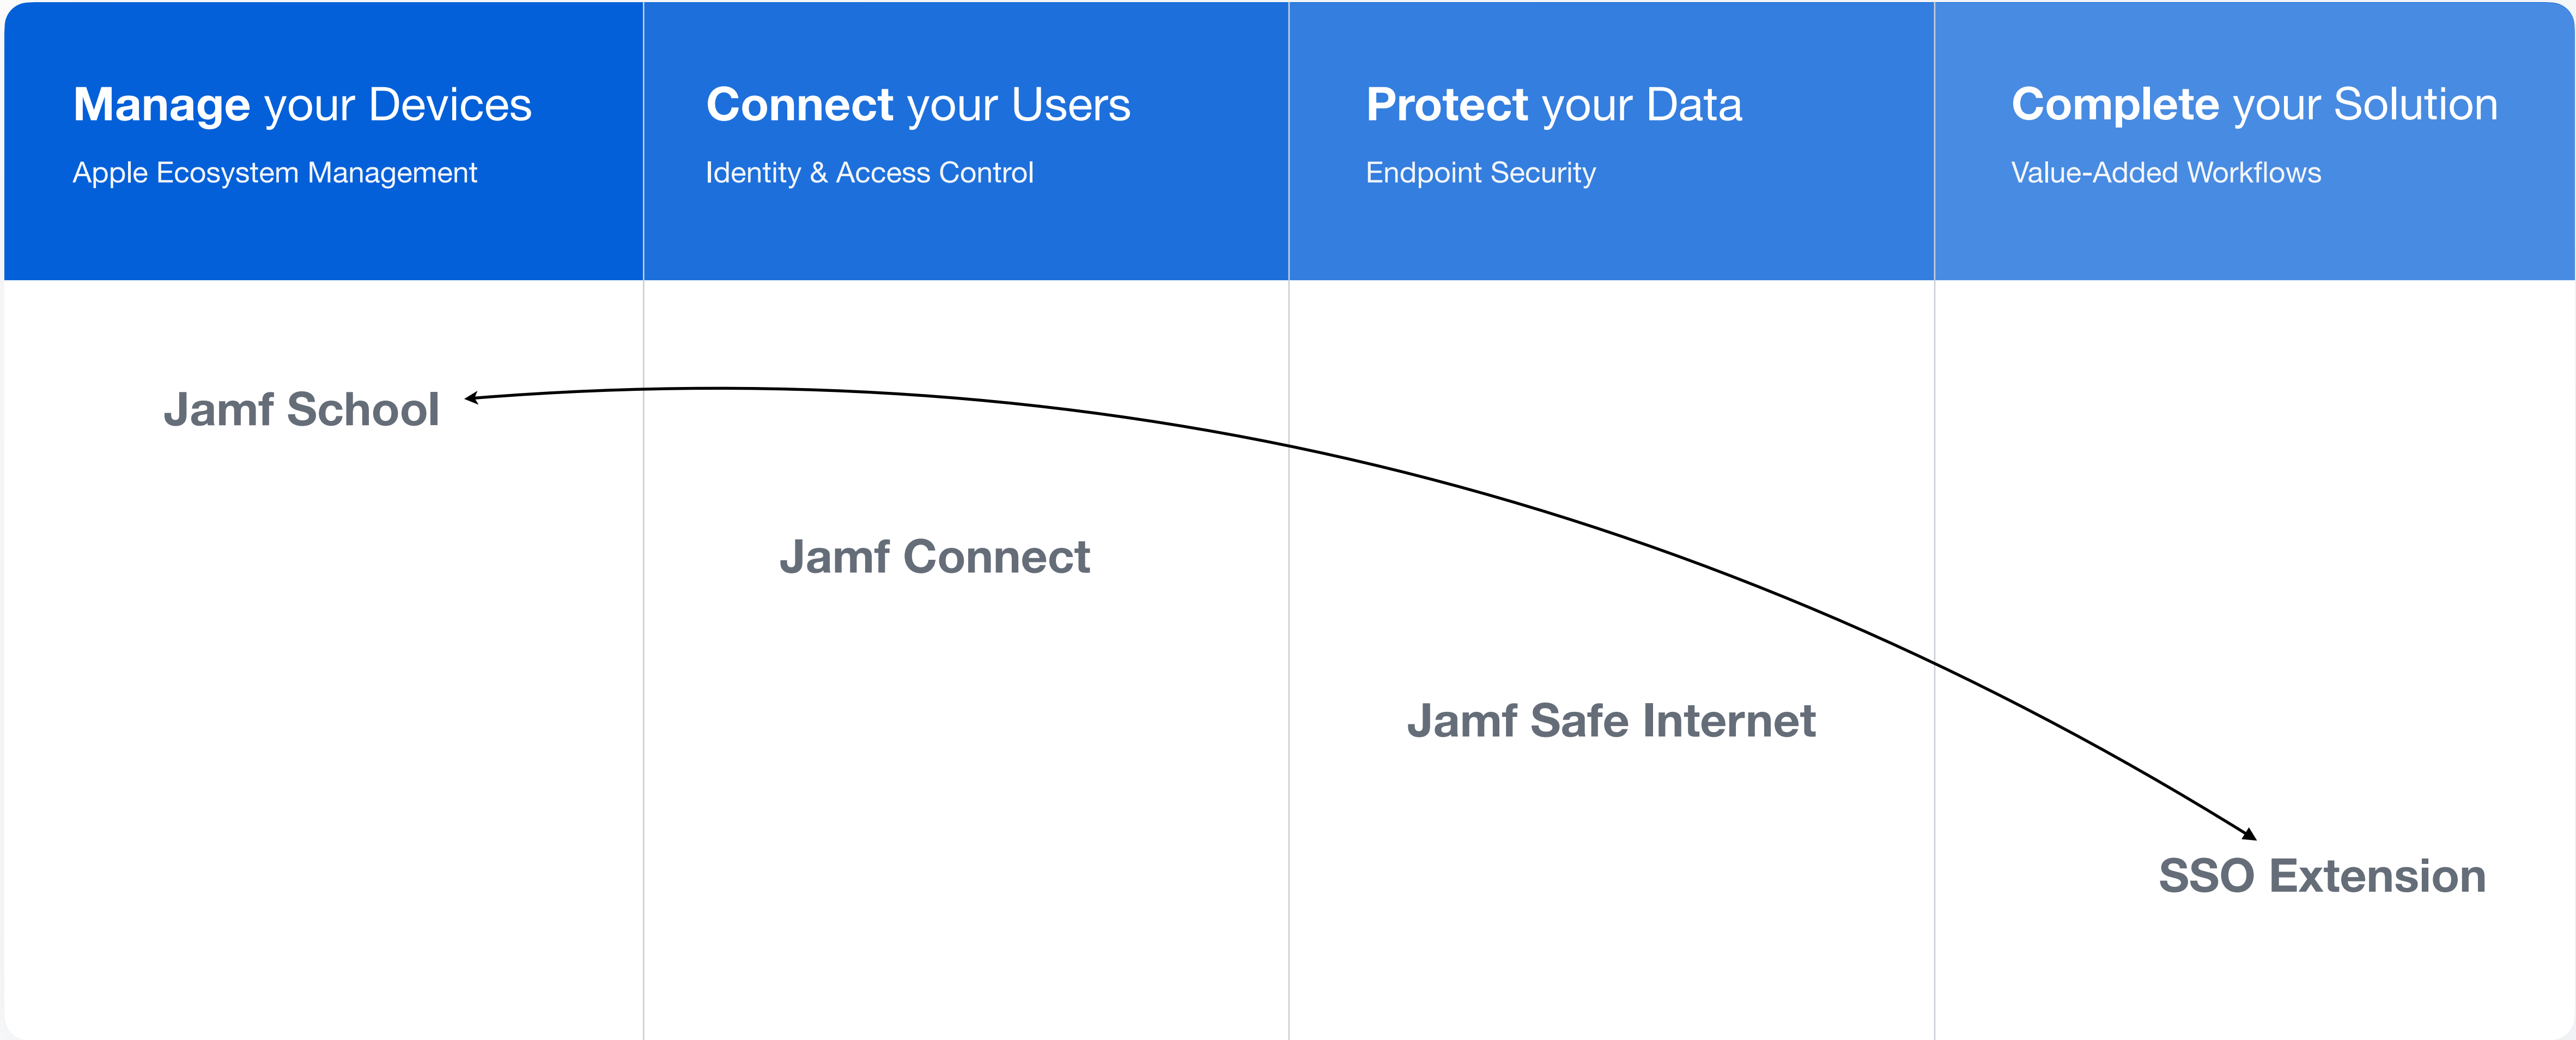 Manage your Devices
Apple Ecosystem Management
Connect your Users
Identity & Access Control
Protect your Data
Endpoint Security
Complete your Solution
Value-Added Workflows
Jamf School
Jamf Connect
Jamf Safe Internet
SSO Extension